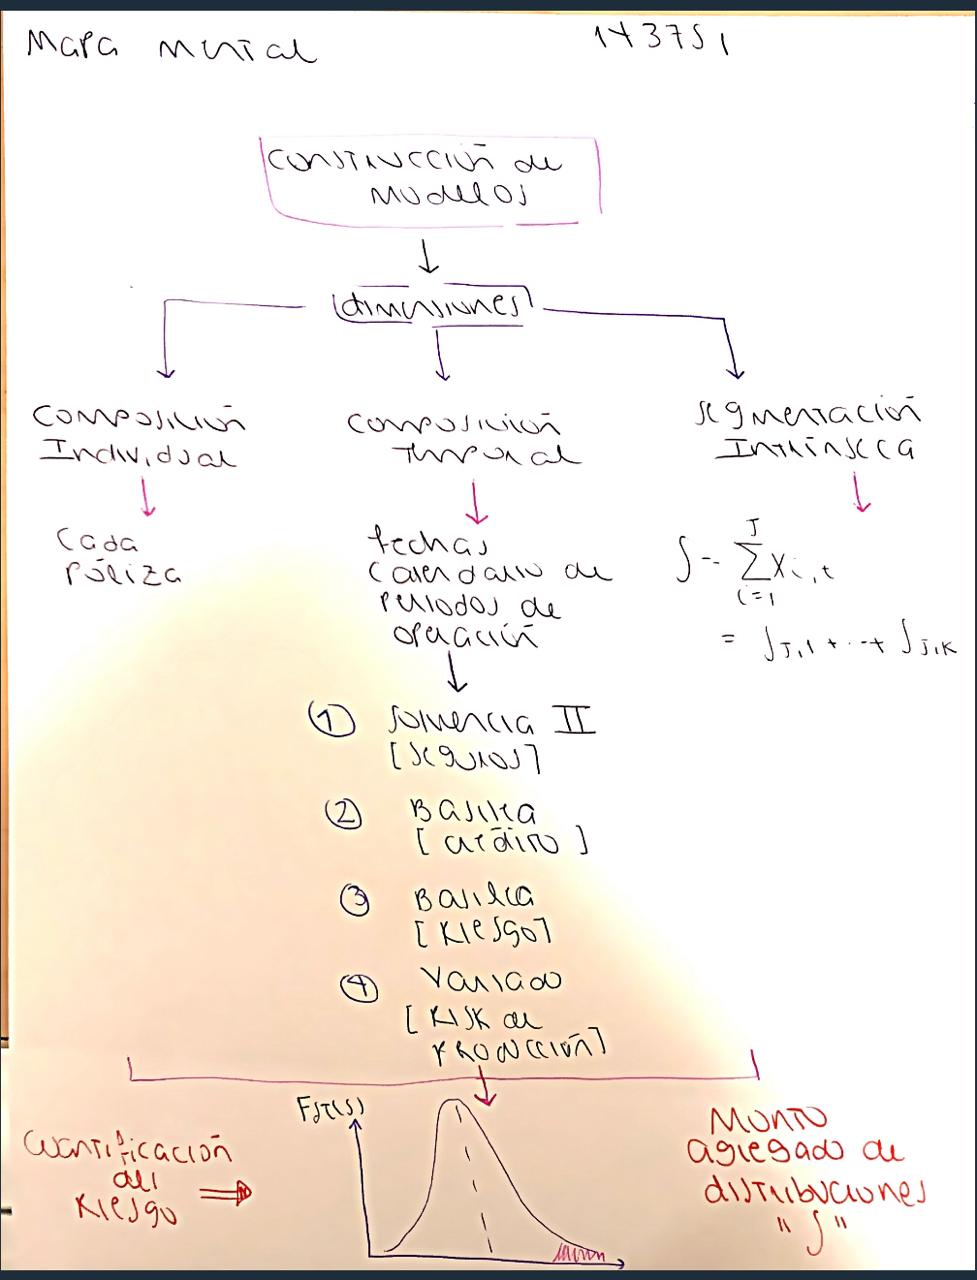 Mapa mental
143751
Construcción de
modelos
dimensiones
Composición
Individual
Composición
temporal
segmentación
Intrínseca
Cada
póliza
fechas
calendario de
periodos de
operación
S = \sum_{i=1}^{J} X_{i,t}
= S_{J,1} + ... + S_{J,K}
① Solvencia II
[seguros]
② Basilea
[crédito]
③ Basilea
[Riesgo]
④ Variado
[Risk de
producción]
Cuantificación
del
Riesgo
Monto
agregado de
distribuciones
"S"